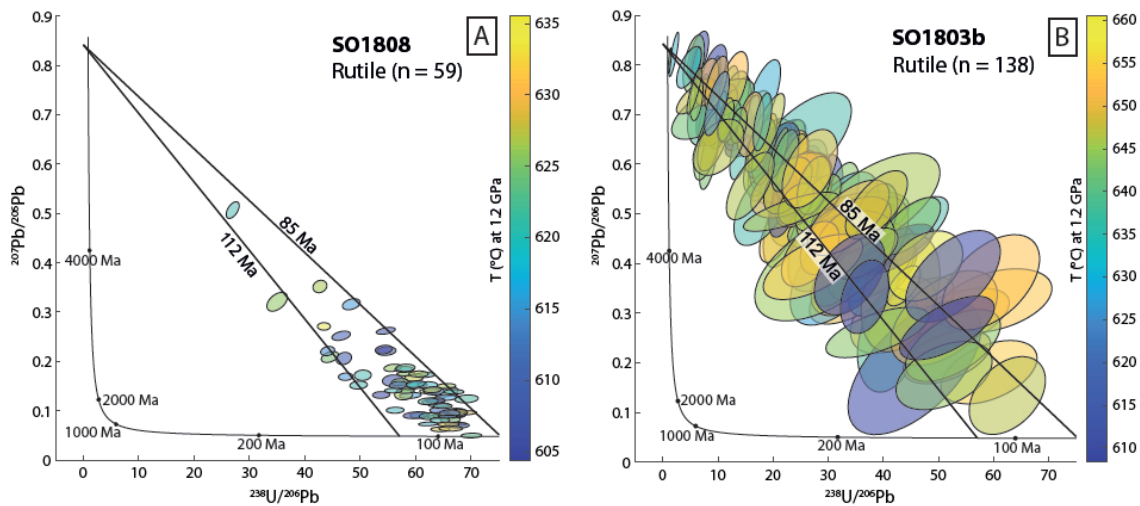 A
SO1808
Rutile (n = 59)
0.9
0.8
0.7
0.6
0.5
0.4
0.3
0.2
0.1
0
²⁰⁷Pb/²⁰⁶Pb
0
10
20
30
40
50
60
70
²³⁸U/²⁰⁶Pb
4000 Ma
2000 Ma
1000 Ma
200 Ma
100 Ma
85 Ma
112 Ma
635
630
625
620
615
610
605
T (°C) at 1.2 GPa
B
SO1803b
Rutile (n = 138)
0.9
0.8
0.7
0.6
0.5
0.4
0.3
0.2
0.1
0
²⁰⁷Pb/²⁰⁶Pb
0
10
20
30
40
50
60
70
²³⁸U/²⁰⁶Pb
4000 Ma
2000 Ma
1000 Ma
200 Ma
100 Ma
85 Ma
112 Ma
660
655
650
645
640
635
630
625
620
615
610
T (°C) at 1.2 GPa